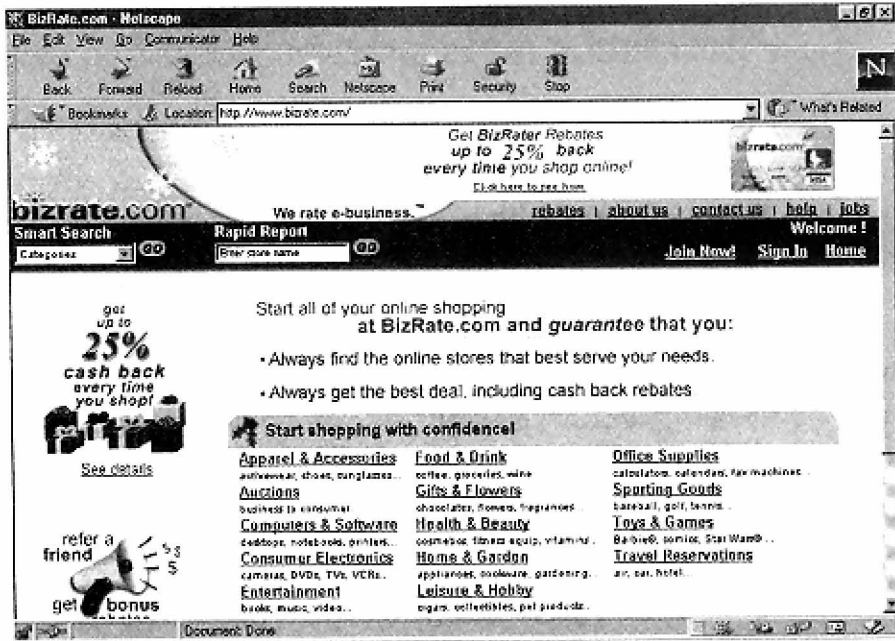 BizRate.com - Netscape
File Edit View Go Communicator Help
Back Forward Reload Home Search Netscape Print Security Stop
N
Bookmarks Location: http://www.bizrate.com/ What's Related
Get BizRater Rebates
up to 25% back
every time you shop online!
Click here to see how
bizrate.com
VISA
bizrate.com We rate e-business.™ rebates | about us | contact us | help | jobs
Smart Search Rapid Report Welcome !
Categories GO Enter store name GO Join Now! Sign In Home
get
up to
25%
cash back
every time
you shop!
See details
Start all of your online shopping
at BizRate.com and guarantee that you:
• Always find the online stores that best serve your needs.
• Always get the best deal, including cash back rebates
Start shopping with confidence!
Apparel & Accessories Food & Drink Office Supplies
activewear, shoes, sunglasses... coffee, groceries, wine calculators, calendars, fax machines...
Auctions Gifts & Flowers Sporting Goods
business to consumer chocolates, flowers, fragrances... baseball, golf, tennis...
Computers & Software Health & Beauty Toys & Games
desktops, notebooks, printers... cosmetics, fitness equip, vitamins... Barbie®, comics, Star Wars®...
Consumer Electronics Home & Garden Travel Reservations
cameras, DVDs, TVs, VCRs... appliances, cookware, gardening... air, car, hotel...
Entertainment Leisure & Hobby
books, music, video... cigars, collectibles, pet products...
refer a
friend
$ $
$
get bonus
rebates
Document: Done